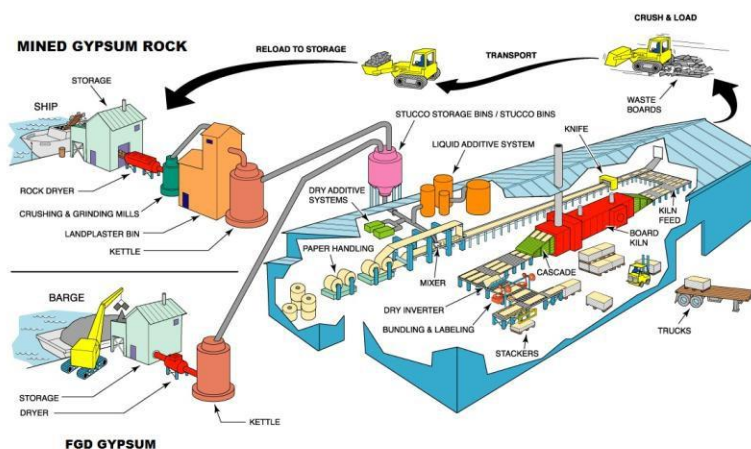 CRUSH & LOAD
MINED GYPSUM ROCK
RELOAD TO STORAGE
TRANSPORT
STORAGE
SHIP
WASTE
BOARDS
STUCCO STORAGE BINS / STUCCO BINS
LIQUID ADDITIVE SYSTEM
KNIFE
DRY ADDITIVE
SYSTEMS
ROCK DRYER
CRUSHING & GRINDING MILLS
LANDPLASTER BIN
KETTLE
PAPER HANDLING
MIXER
KILN
FEED
BOARD
KILN
CASCADE
DRY INVERTER
BUNDLING & LABELING
STACKERS
TRUCKS
BARGE
STORAGE
DRYER
KETTLE
FGD GYPSUM